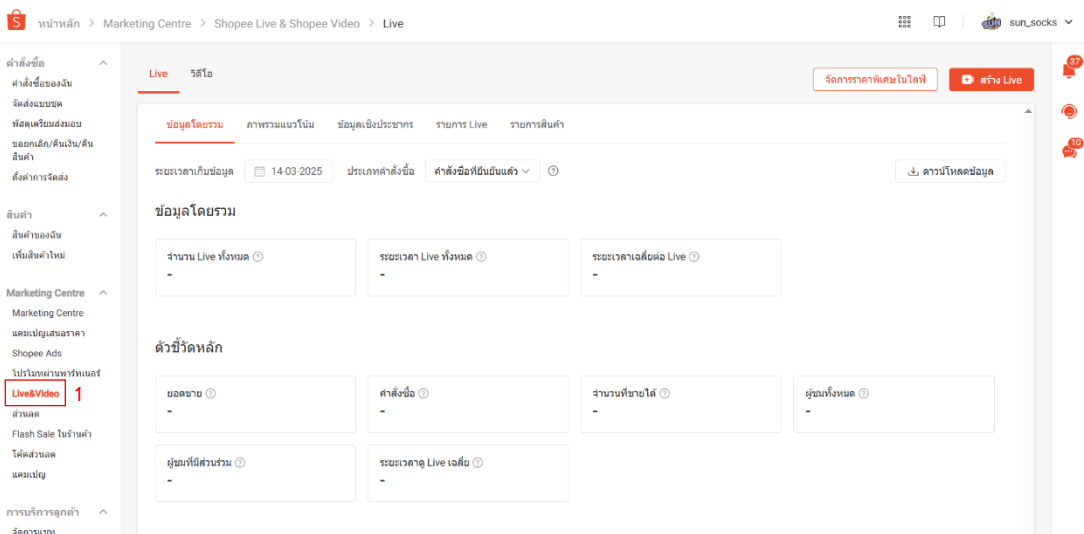 หน้าหลัก > Marketing Centre > Shopee Live & Shopee Video > Live
sun_socks
คำสั่งซื้อ
คำสั่งซื้อของฉัน
จัดส่งแบบชุด
พัสดุเตรียมส่งมอบ
ขอยกเลิก/คืนเงิน/คืน
สินค้า
ตั้งค่าการจัดส่ง
สินค้า
สินค้าของฉัน
เพิ่มสินค้าใหม่
Marketing Centre
Marketing Centre
แคมเปญเสนอราคา
Shopee Ads
โปรโมทผ่านพาร์ทเนอร์
Live&Video 1
ส่วนลด
Flash Sale ในร้านค้า
โค้ดส่วนลด
แคมเปญ
การบริการลูกค้า
จัดการแชท
Live วิดีโอ
จัดการราคาพิเศษในไลฟ์
สร้าง Live
ข้อมูลโดยรวม ภาพรวมแนวโน้ม ข้อมูลเชิงประชากร รายการ Live รายการสินค้า
ระยะเวลาเก็บข้อมูล 14-03-2025 ประเภทคำสั่งซื้อ คำสั่งซื้อที่ยืนยันแล้ว
ดาวน์โหลดข้อมูล
ข้อมูลโดยรวม
จำนวน Live ทั้งหมด ระยะเวลา Live ทั้งหมด ระยะเวลาเฉลี่ยต่อ Live
- - -
ตัวชี้วัดหลัก
ยอดขาย คำสั่งซื้อ จำนวนที่ขายได้ ผู้ชมทั้งหมด
- - - -
ผู้ชมที่มีส่วนร่วม ระยะเวลาดู Live เฉลี่ย
- -
37
10